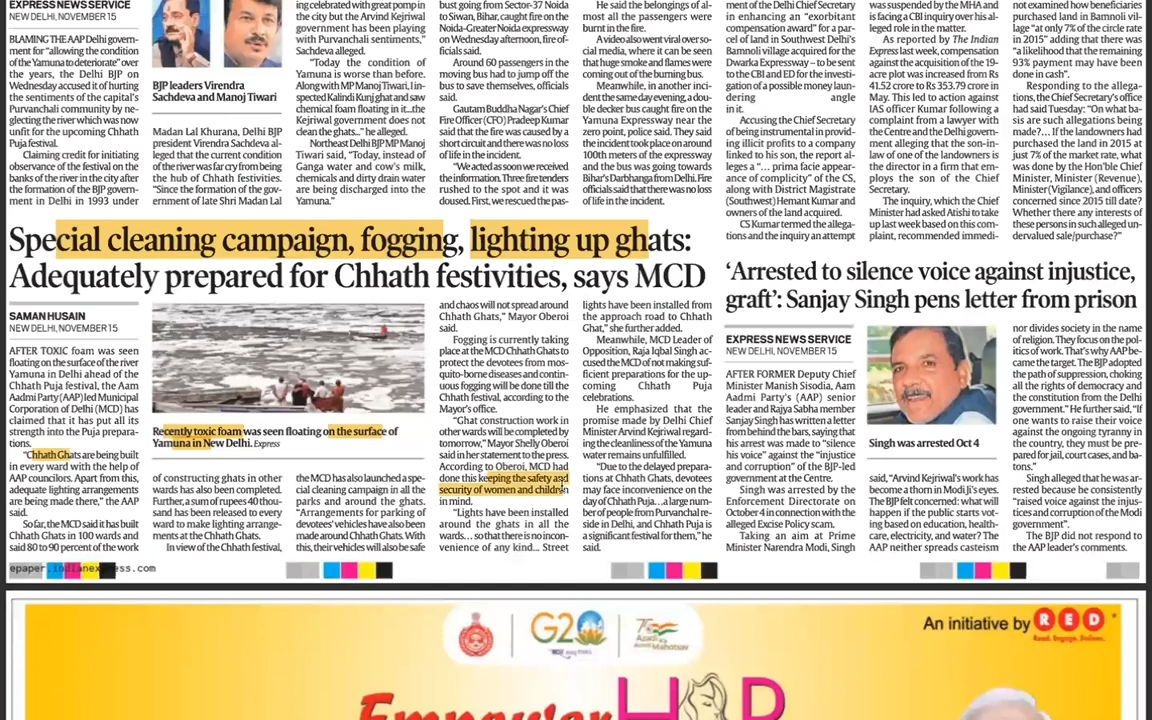 EXPRESS NEWS SERVICE
NEW DELHI, NOVEMBER 15
BLAMING THE AAP Delhi govern-
ment for "allowing the condition
of the Yamuna to deteriorate" over
the years, the Delhi BJP on
Wednesday accused it of hurting
the sentiments of the capital's
Purvanchali community by ne-
glecting the river which was now
unfit for the upcoming Chhath
Puja festival.
Claiming credit for initiating
observance of the festival on the
banks of the river in the city after
the formation of the BJP govern-
ment in Delhi in 1993 under
BJP leaders Virendra
Sachdeva and Manoj Tiwari
Madan Lal Khurana, Delhi BJP
president Virendra Sachdeva al-
leged that the current condition
of the river was far cry from being
the hub of Chhath festivities.
"Since the formation of the gov-
ernment of late Shri Madan Lal
ing celebrated with great pomp in
the city but the Arvind Kejriwal
government has been playing
with Purvanchali sentiments,"
Sachdeva alleged.
"Today the condition of
Yamuna is worse than before.
Along with MP Manoj Tiwari, I in-
spected Kalindi Kunj ghat and saw
chemical foam floating in it...the
Kejriwal government does not
clean the ghats..." he alleged.
Northeast Delhi BJP MP Manoj
Tiwari said, "Today, instead of
Ganga water and cow's milk,
chemicals and dirty drain water
are being discharged into the
Yamuna."
bust going from Sector-37 Noida
to Siwan, Bihar, caught fire on the
Noida-Greater Noida expressway
on Wednesday afternoon, fire of-
ficials said.
Around 60 passengers in the
moving bus had to jump off the
bus to save themselves, officials
said.
Gautam Buddha Nagar's Chief
Fire Officer (CFO) Pradeep Kumar
said that the fire was caused by a
short circuit and there was no loss
of life in the incident.
"We acted as soon we received
the information. Three fire tenders
rushed to the spot and it was
doused. First, we rescued the pas-
He said the belongings of al-
most all the passengers were
burnt in the fire.
A video also went viral over so-
cial media, where it can be seen
that huge smoke and flames were
coming out of the burning bus.
Meanwhile, in another inci-
dent the same day evening, a dou-
ble decker bus caught fire on the
Yamuna Expressway near the
zero point, police said. They said
the incident took place on around
100th meters of the expressway
and the bus was going towards
Bihar's Darbhanga from Delhi. Fire
officials said that there was no loss
of life in the incident.
ment of the Delhi Chief Secretary
in enhancing an "exorbitant
compensation award" for a par-
cel of land in Southwest Delhi's
Bamnoli village acquired for the
Dwarka Expressway – to be sent
to the CBI and ED for the investi-
gation of a possible money laun-
dering angle
in it.
Accusing the Chief Secretary
of being instrumental in provid-
ing illicit profits to a company
linked to his son, the report al-
leges a "... prima facie appear-
ance of complicity" of the CS,
along with District Magistrate
(Southwest) Hemant Kumar and
owners of the land acquired.
CS Kumar termed the allega-
tions and the inquiry an attempt
was suspended by the MHA and
is facing a CBI inquiry over his al-
leged role in the matter.
As reported by The Indian
Express last week, compensation
against the acquisition of the 19-
acre plot was increased from Rs
41.52 crore to Rs 353.79 crore in
May. This led to action against
IAS officer Kumar following a
complaint from a lawyer with
the Centre and the Delhi govern-
ment alleging that the son-in-
law of one of the landowners is
the director in a firm that em-
ploys the son of the Chief
Secretary.
The inquiry, which the Chief
Minister had asked Atishi to take
up last week based on this com-
plaint, recommended immedi-
not examined how beneficiaries
purchased land in Bamnoli vil-
lage "at only 7% of the circle rate
in 2015" adding that there was
"a likelihood that the remaining
93% payment may have been
done in cash".
Responding to the allega-
tions, the Chief Secretary's office
had said Tuesday: "On what ba-
sis are such allegations being
made?... If the landowners had
purchased the land in 2015 at
just 7% of the market rate, what
was done by the Hon'ble Chief
Minister, Minister (Revenue),
Minister (Vigilance), and officers
concerned since 2015 till date?
Whether there any interests of
these persons in such alleged un-
dervalued sale/purchase?"
Special cleaning campaign, fogging, lighting up ghats:
Adequately prepared for Chhath festivities, says MCD
SAMAN HUSAIN
NEW DELHI, NOVEMBER 15
AFTER TOXIC foam was seen
floating on the surface of the river
Yamuna in Delhi ahead of the
Chhath Puja festival, the Aam
Aadmi Party (AAP) led Municipal
Corporation of Delhi (MCD) has
claimed that it has put all its
strength into the Puja prepara-
tions.
"Chhath Ghats are being built
in every ward with the help of
AAP councilors. Apart from this,
adequate lighting arrangements
are being made there," the AAP
said.
So far, the MCD said it has built
Chhath Ghats in 100 wards and
said 80 to 90 percent of the work
Recently toxic foam was seen floating on the surface of
Yamuna in New Delhi. Express
of constructing ghats in other
wards has been completed.
Further, a sum of rupees 40 thou-
sand has been released to every
ward to make lighting arrange-
ments at the Chhath Ghats.
In view of the Chhath festival,
the MCD has also launched a spe-
cial cleaning campaign in all the
parks and around the ghats.
"Arrangements for parking of
devotees' vehicles have also been
made around Chhath Ghats. With
this, their vehicles will also be safe
and chaos will not spread around
Chhath Ghats," Mayor Oberoi
said.
Fogging is currently taking
place at the MCD Chhath Ghats to
protect the devotees from mos-
quito-borne diseases and contin-
uous fogging will be done till the
Chhath festival, according to the
Mayor's office.
"Ghat construction work in
other wards will be completed by
tomorrow," Mayor Shelly Oberoi
said in her statement to the press.
According to Oberoi, MCD had
done this keeping the safety and
security of women and children
in mind.
"Lights have been installed
around the ghats in all the
wards... so that there is no incon-
venience of any kind... Street
lights have been installed from
the approach road to Chhath
Ghat," she further added.
Meanwhile, MCD Leader of
Opposition, Raja Iqbal Singh ac-
cused the MCD of not making suf-
ficient preparations for the up-
coming Chhath Puja
celebrations.
He emphasized that the
promise made by Delhi Chief
Minister Arvind Kejriwal regard-
ing the cleanliness of the Yamuna
water remains unfulfilled.
"Due to the delayed prepara-
tions at Chhath Ghats, devotees
may face inconvenience on the
day of Chhath Puja... a large num-
ber of people from Purvanchal re-
side in Delhi, and Chhath Puja is
a significant festival for them," he
said.
'Arrested to silence voice against injustice,
graft': Sanjay Singh pens letter from prison
EXPRESS NEWS SERVICE
NEW DELHI, NOVEMBER 15
AFTER FORMER Deputy Chief
Minister Manish Sisodia, Aam
Aadmi Party's (AAP) senior
leader and Rajya Sabha member
Sanjay Singh has written a letter
from behind the bars, saying that
his arrest was made to "silence
his voice" against the "injustice
and corruption" of the BJP-led
government at the Centre.
Singh was arrested by the
Enforcement Directorate on
October 4 in connection with the
alleged Excise Policy scam.
Taking an aim at Prime
Minister Narendra Modi, Singh
Singh was arrested Oct 4
said, "Arvind Kejriwal's work has
become a thorn in Modi ji's eyes.
The BJP felt concerned: what will
happen if the public starts vot-
ing based on education, health-
care, electricity, and water? The
AAP neither spreads casteism
nor divides society in the name
of religion. They focus on the pol-
itics of work. That's why AAP be-
came the target. The BJP adopted
the path of suppression, choking
all the rights of democracy and
the constitution from the Delhi
government." He further said, "If
one wants to raise their voice
against the ongoing tyranny in
the country, they must be pre-
pared for jail, court cases, and ba-
tons."
Singh alleged that he was ar-
rested because he consistently
"raised voice against the injus-
tices and corruption of the Modi
government".
The BJP did not respond to
the AAP leader's comments.
epaper.indianexpress.com
An initiative by RED
Red. Engage. Deliver.
G20
75
Azadi Ka
Amrit Mahotsav
Empower